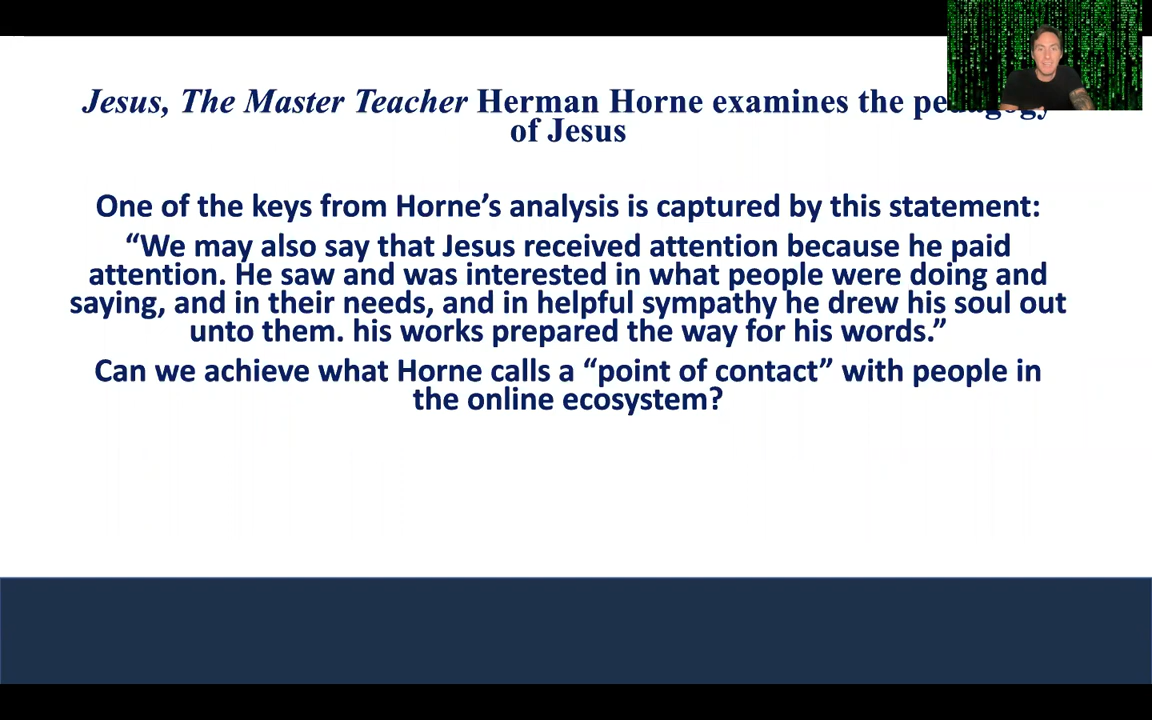 Jesus, The Master Teacher Herman Horne examines the pedagogy
of Jesus
One of the keys from Horne’s analysis is captured by this statement:
“We may also say that Jesus received attention because he paid
attention. He saw and was interested in what people were doing and
saying, and in their needs, and in helpful sympathy he drew his soul out
unto them. his works prepared the way for his words.”
Can we achieve what Horne calls a “point of contact” with people in
the online ecosystem?